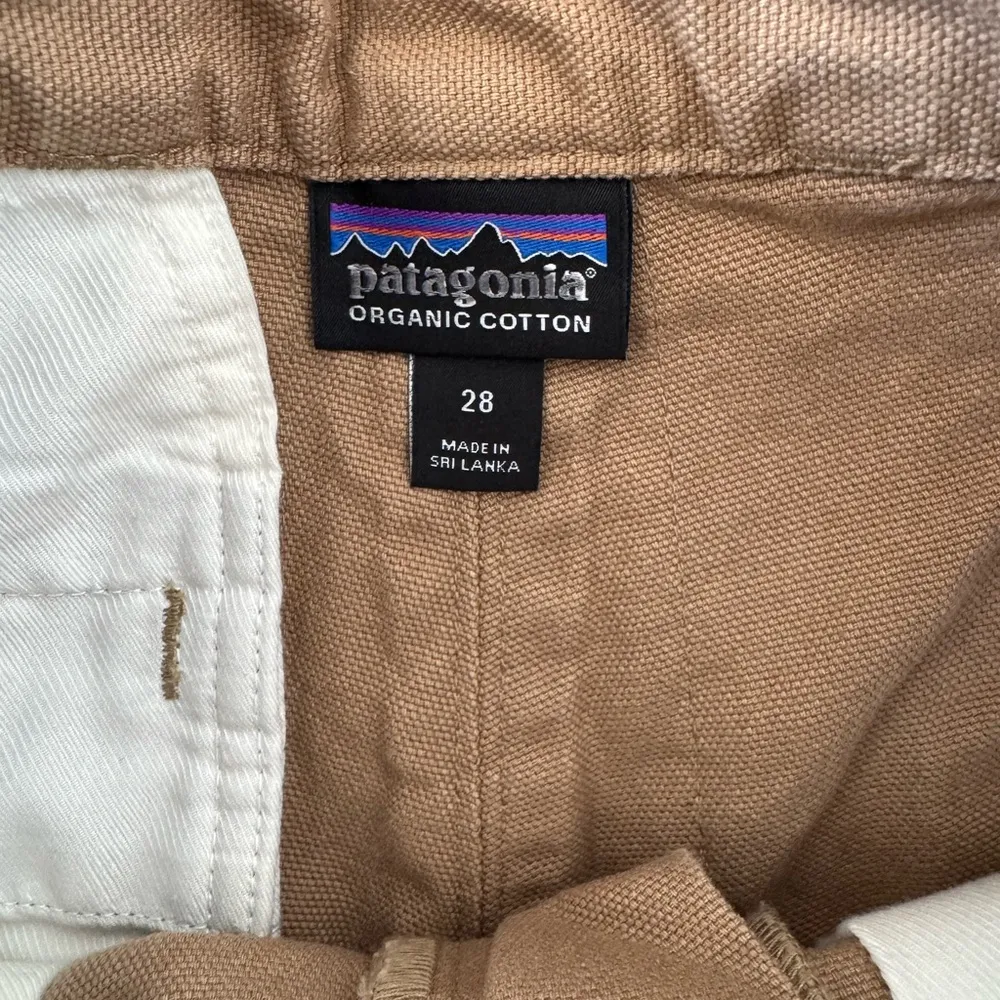 patagonia®
ORGANIC COTTON
28
MADE IN
SRI LANKA